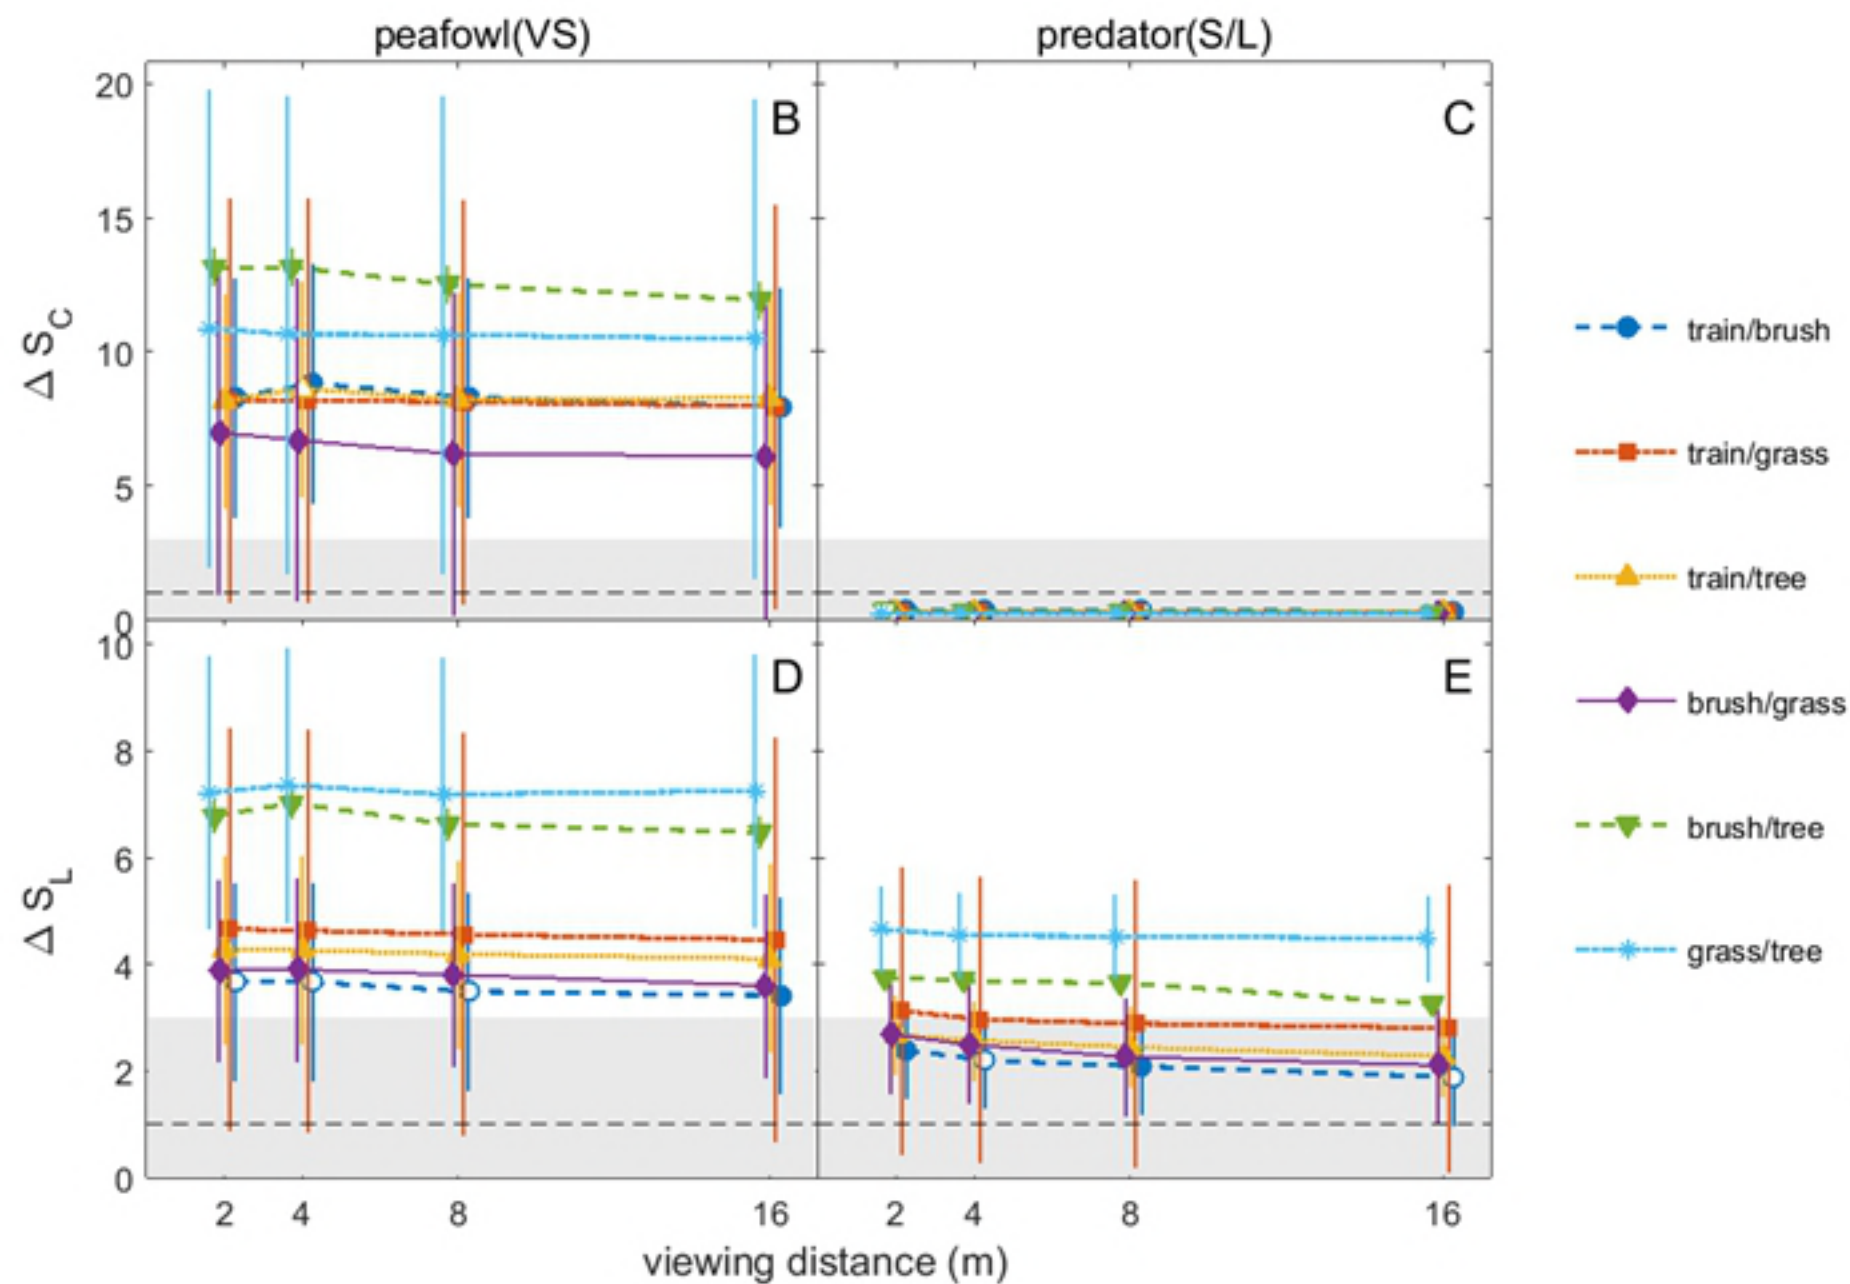 peafowl(VS) predator(S/L)
20
15
10
5
0
Δ S_C
B
C
10
8
6
4
2
0
Δ S_L
D
E
2 4 8 16 2 4 8 16
viewing distance (m)
train/brush
train/grass
train/tree
brush/grass
brush/tree
grass/tree